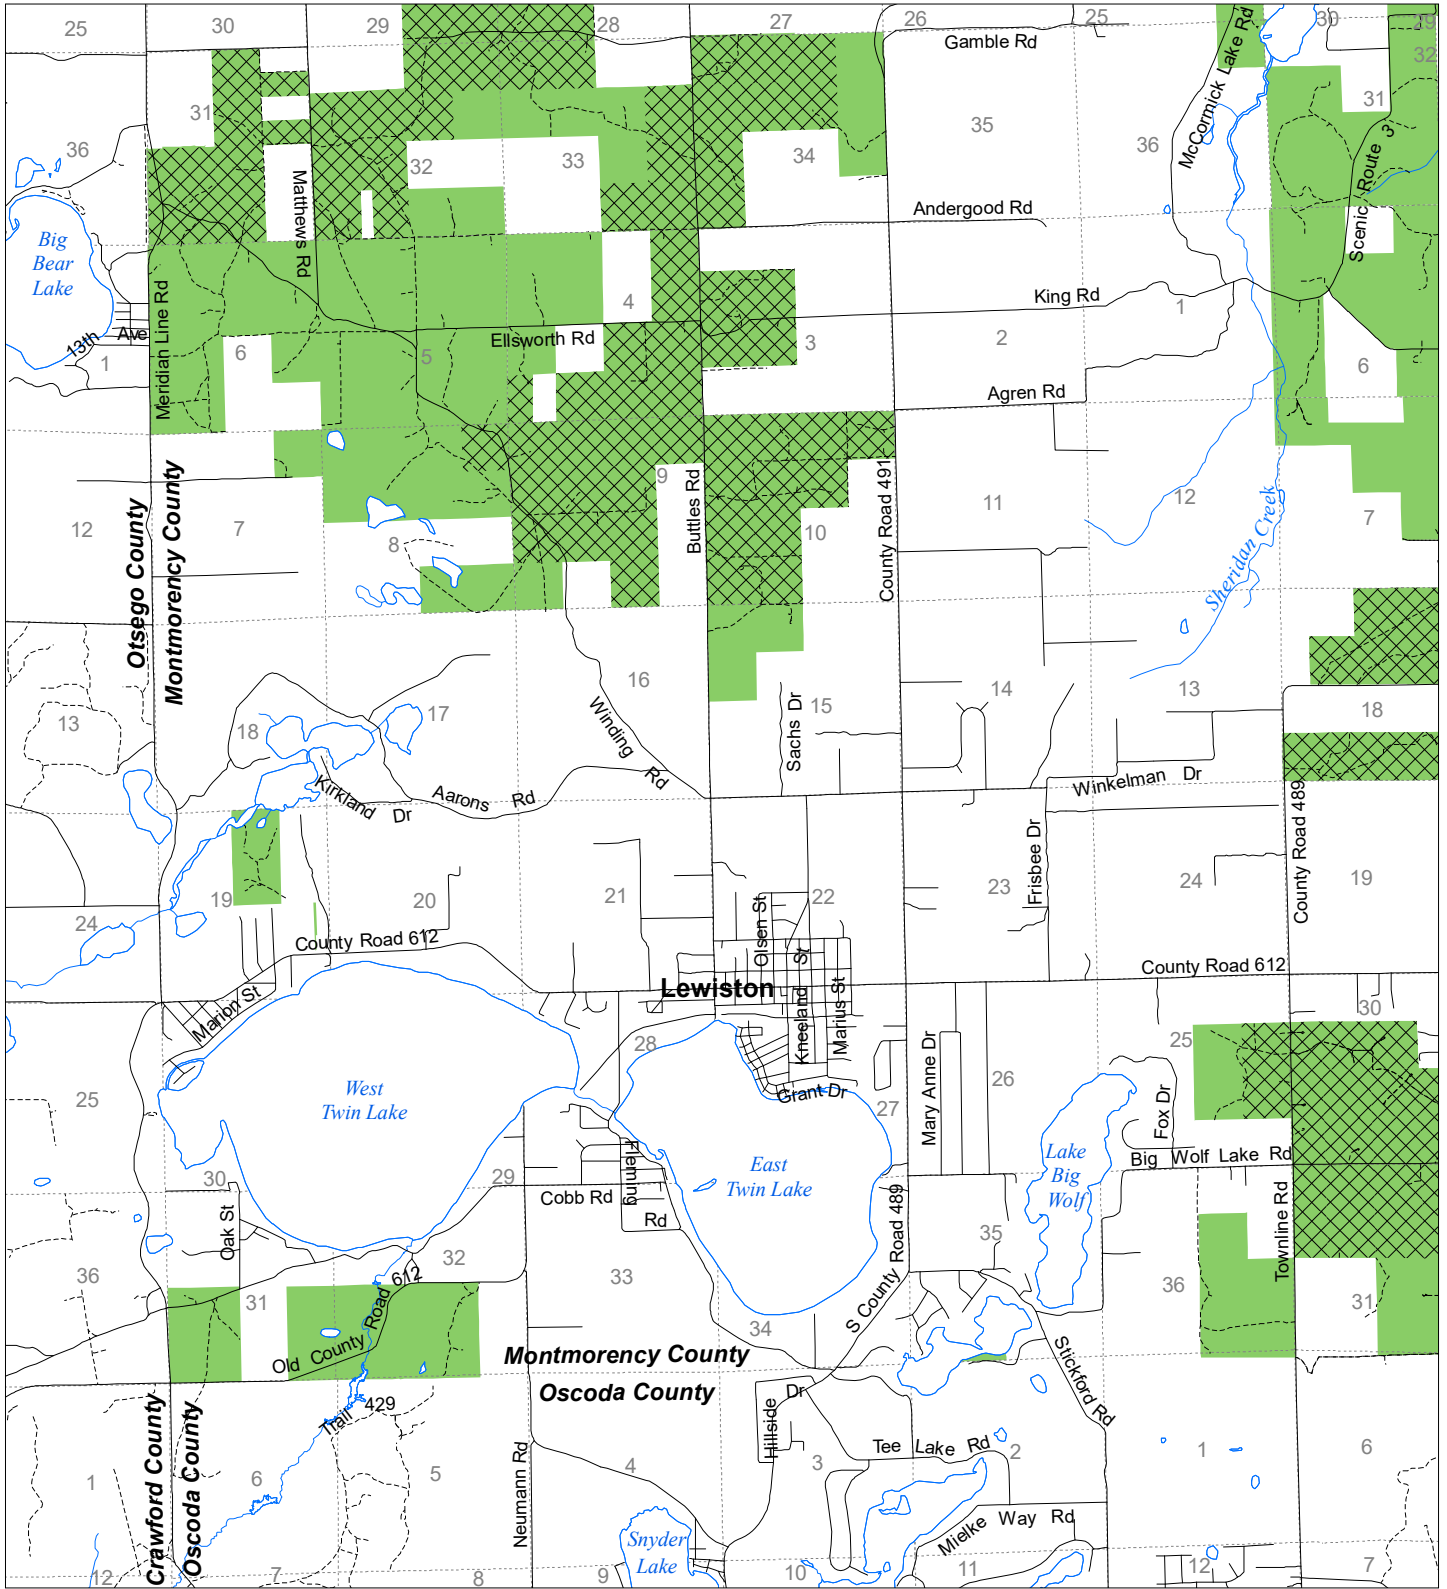 25
30
29
28
27
26
25
30
29
Gamble Rd
McCormick Lake Rd
32
31
31
36
32
33
34
35
36
Scenic Route 3
Matthews Rd
Andergood Rd
Big
Bear
Lake
Meridian Line Rd
4
King Rd
1
13th Ave
1
6
5
Ellsworth Rd
3
2
6
Agren Rd
Otsego County
Montmorency County
12
7
8
9
Buttles Rd
10
County Road 491
11
12
Sheridan Creek
7
13
18
17
16
Winding Rd
Sachs Dr
15
14
13
18
Kirkland Dr
Aarons Rd
Winkelman Dr
County Road 489
Frisbee Dr
24
19
20
21
22
23
24
19
County Road 612
Olsen St
Lewiston
County Road 612
Marion St
Kneeland St
Marius St
28
25
30
25
West
Twin Lake
Grant Dr
27
Mary Anne Dr
26
Fox Dr
Lake
Big
Wolf
Big Wolf Lake Rd
East
Twin Lake
30
29
Cobb Rd
Fleming Rd
Oak St
Townline Rd
36
32
33
35
36
31
31
Old County Road 612
34
S County Road 489
Stickford Rd
Montmorency County
Oscoda County
Crawford County
Oscoda County
Trail 429
Hillside Dr
Tee Lake Rd
1
6
5
Neumann Rd
4
3
2
1
6
Snyder
Lake
Mielke Way Rd
12
7
8
9
10
11
12
7